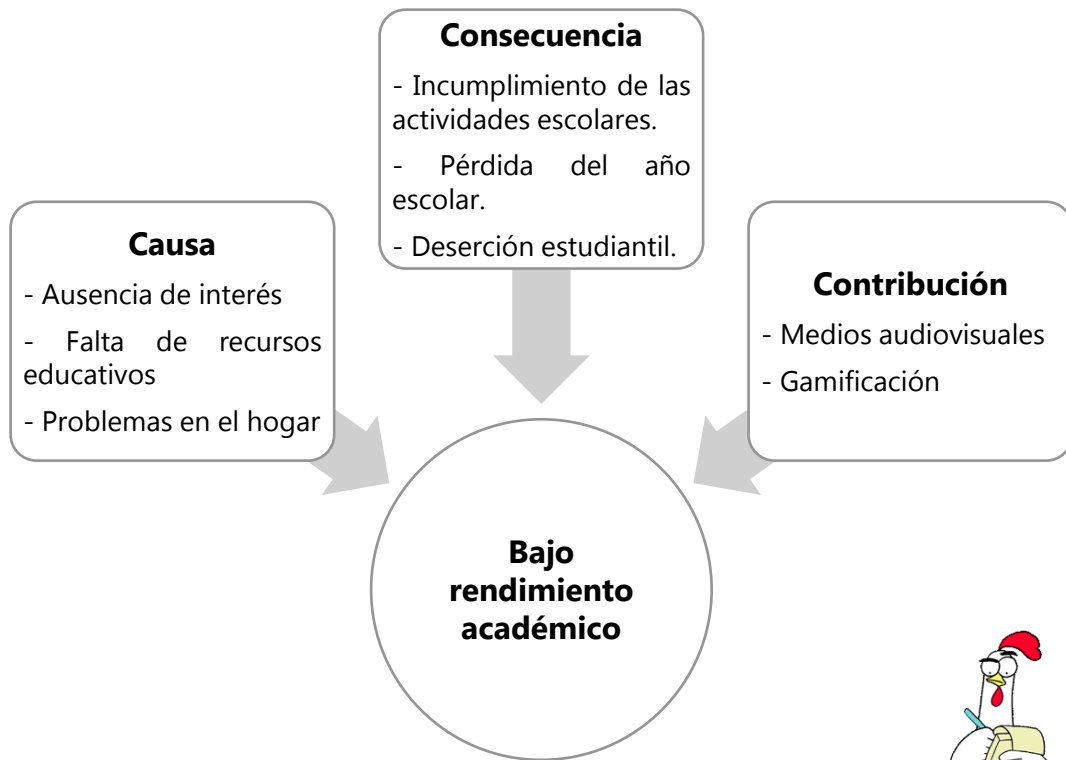 Consecuencia
- Incumplimiento de las
actividades escolares.
- Pérdida del año
escolar.
- Deserción estudiantil.
Causa
- Ausencia de interés
- Falta de recursos
educativos
- Problemas en el hogar
Contribución
- Medios audiovisuales
- Gamificación
Bajo
rendimiento
académico